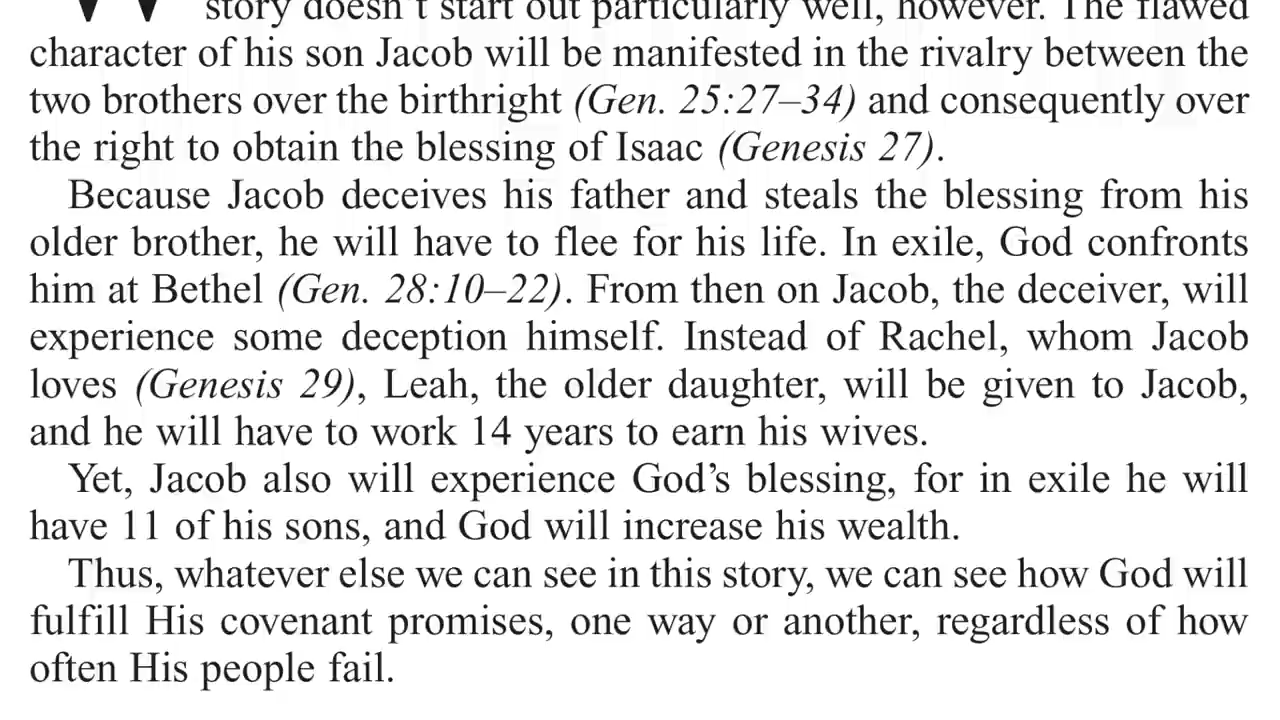 story doesn't start out particularly well, however. The flawed
character of his son Jacob will be manifested in the rivalry between the
two brothers over the birthright (Gen. 25:27–34) and consequently over
the right to obtain the blessing of Isaac (Genesis 27).
Because Jacob deceives his father and steals the blessing from his
older brother, he will have to flee for his life. In exile, God confronts
him at Bethel (Gen. 28:10–22). From then on Jacob, the deceiver, will
experience some deception himself. Instead of Rachel, whom Jacob
loves (Genesis 29), Leah, the older daughter, will be given to Jacob,
and he will have to work 14 years to earn his wives.
Yet, Jacob also will experience God’s blessing, for in exile he will
have 11 of his sons, and God will increase his wealth.
Thus, whatever else we can see in this story, we can see how God will
fulfill His covenant promises, one way or another, regardless of how
often His people fail.